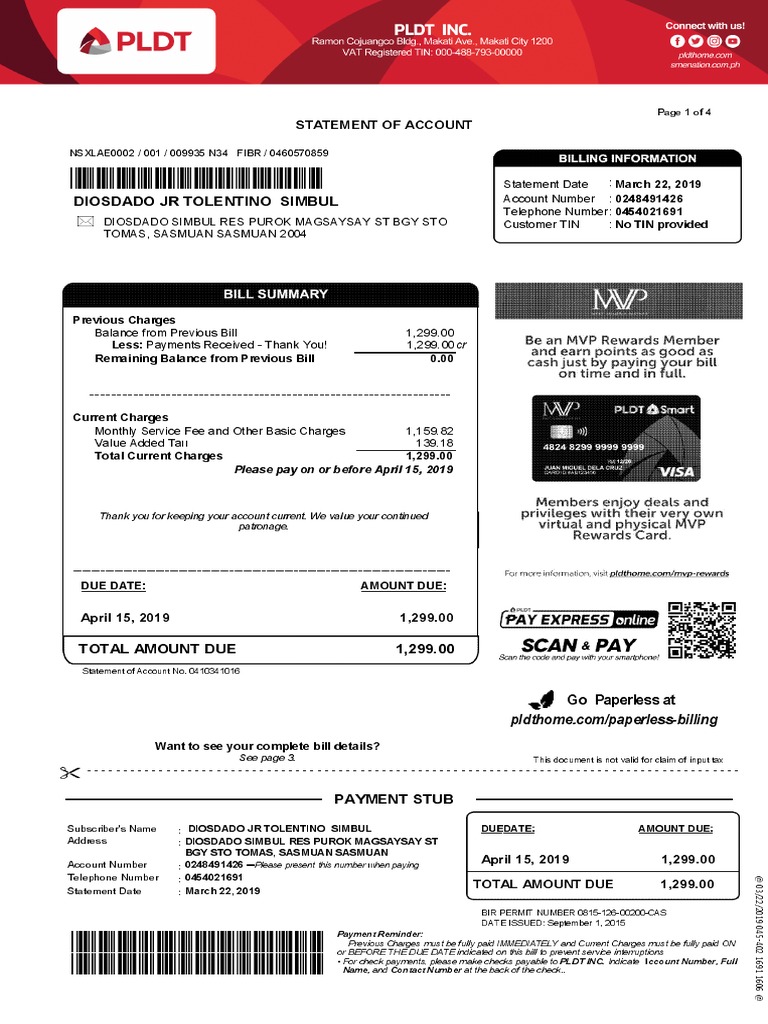 PLDT
PLDT INC.
Ramon Cojuangco Bldg., Makati Ave., Makati City 1200
VAT Registered TIN: 000-488-793-00000
Connect with us!
pldthome.com
smenation.com.ph
Page 1 of 4
STATEMENT OF ACCOUNT
NSXLAE0002 / 001 / 009935 N34 FIBR / 0460570859
DIOSDADO JR TOLENTINO SIMBUL
DIOSDADO SIMBUL RES PUROK MAGSAYSAY ST BGY STO
TOMAS, SASMUAN SASMUAN 2004
BILLING INFORMATION
Statement Date : March 22, 2019
Account Number : 0248491426
Telephone Number : 0454021691
Customer TIN : No TIN provided
BILL SUMMARY
Previous Charges
Balance from Previous Bill 1,299.00
Less: Payments Received - Thank You! 1,299.00 cr
Remaining Balance from Previous Bill 0.00
Current Charges
Monthly Service Fee and Other Basic Charges 1,159.82
Value Added Taıı 139.18
Total Current Charges 1,299.00
Please pay on or before April 15, 2019
Thank you for keeping your account current. We value your continued
patronage.
DUE DATE: AMOUNT DUE:
April 15, 2019 1,299.00
TOTAL AMOUNT DUE 1,299.00
Statement of Account No. 0410341016
MVP
Be an MVP Rewards Member
and earn points as good as
cash just by paying your bill
on time and in full.
MVP PLDT Smart
4824 8299 9999 9999
12/20
JUAN MIGUEL DELA CRUZ
VISA
Members enjoy deals and
privileges with their very own
virtual and physical MVP
Rewards Card.
For more information, visit pldthome.com/mvp-rewards
PLDT
PAY EXPRESS online
SCAN & PAY
Scan the code and pay with your smartphone!
Go Paperless at
pldthome.com/paperless-billing
Want to see your complete bill details?
See page 3.
This document is not valid for claim of input tax
PAYMENT STUB
Subscriber's Name : DIOSDADO JR TOLENTINO SIMBUL
Address : DIOSDADO SIMBUL RES PUROK MAGSAYSAY ST
BGY STO TOMAS, SASMUAN SASMUAN
Account Number : 0248491426 — Please present this number when paying
Telephone Number : 0454021691
Statement Date : March 22, 2019
DUEDATE: AMOUNT DUE:
April 15, 2019 1,299.00
TOTAL AMOUNT DUE 1,299.00
BIR PERMIT NUMBER 0815-126-00200-CAS
DATE ISSUED: September 1, 2015
Payment Reminder:
Previous Charges must be fully paid IMMEDIATELY and Current Charges must be fully paid ON
or BEFORE THE DUE DATE indicated on this bill to prevent service interruptions
• For check payments, please make checks payable to PLDT INC. Indicate Iccount Number, Full
Name, and Contact Number at the back of the check..
@ 03/22/2019 045-402 1691 1606 @